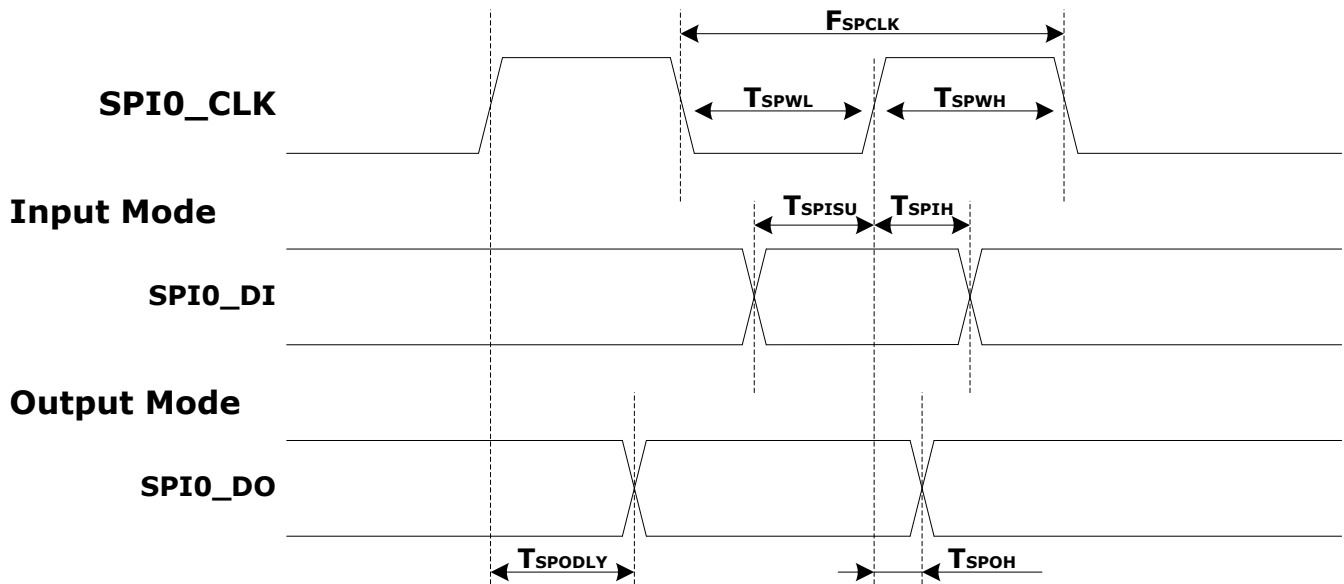 FSPCLK
SPI0_CLK
TSPWL
TSPWH
Input Mode
TSPISU
TSPIH
SPI0_DI
Output Mode
SPI0_DO
TSPODLY
TSPOH